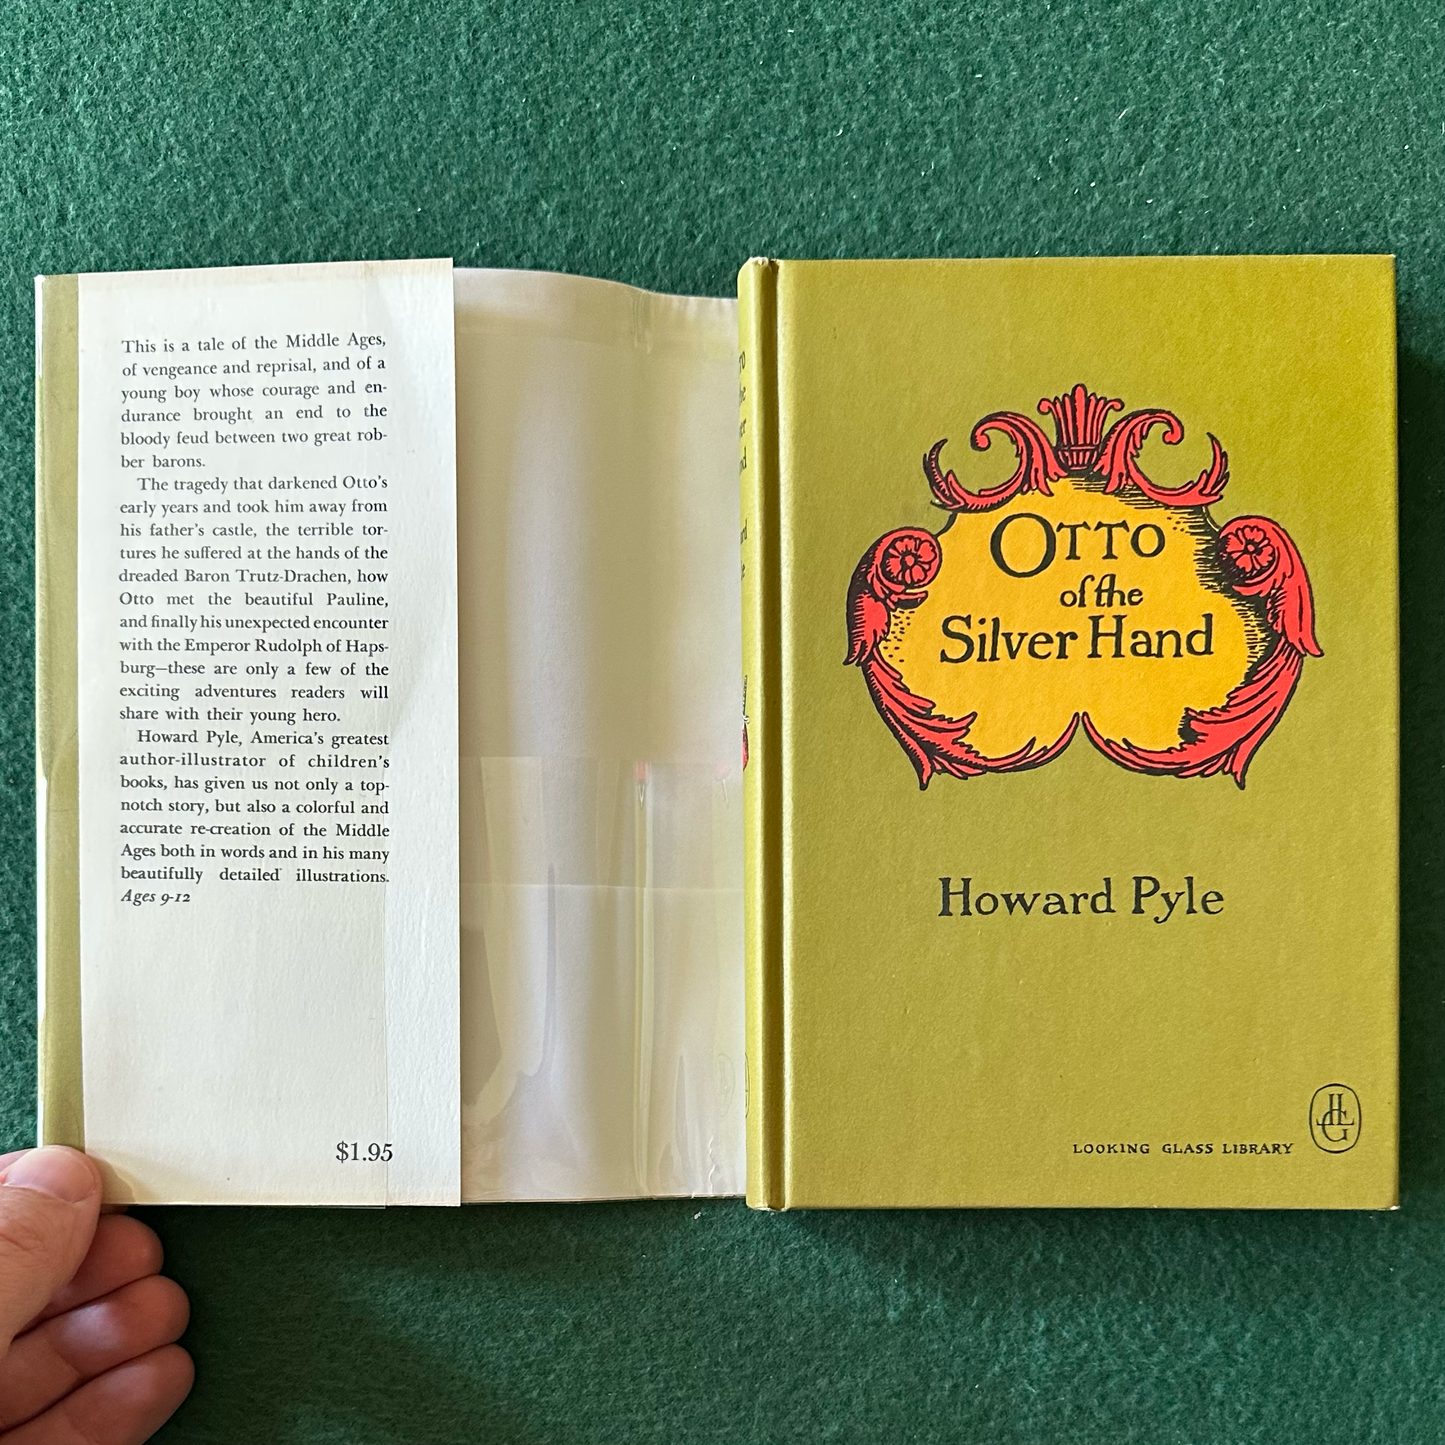 This is a tale of the Middle Ages,
of vengeance and reprisal, and of a
young boy whose courage and en-
durance brought an end to the
bloody feud between two great rob-
ber barons.
The tragedy that darkened Otto's
early years and took him away from
his father's castle, the terrible tor-
tures he suffered at the hands of the
dreaded Baron Trutz-Drachen, how
Otto met the beautiful Pauline,
and finally his unexpected encounter
with the Emperor Rudolph of Haps-
burg—these are only a few of the
exciting adventures readers will
share with their young hero.
Howard Pyle, America's greatest
author-illustrator of children's
books, has given us not only a top-
notch story, but also a colorful and
accurate re-creation of the Middle
Ages both in words and in his many
beautifully detailed illustrations.
Ages 9-12
$1.95
OTTO
of the
Silver Hand
Howard Pyle
LOOKING GLASS LIBRARY
LLG